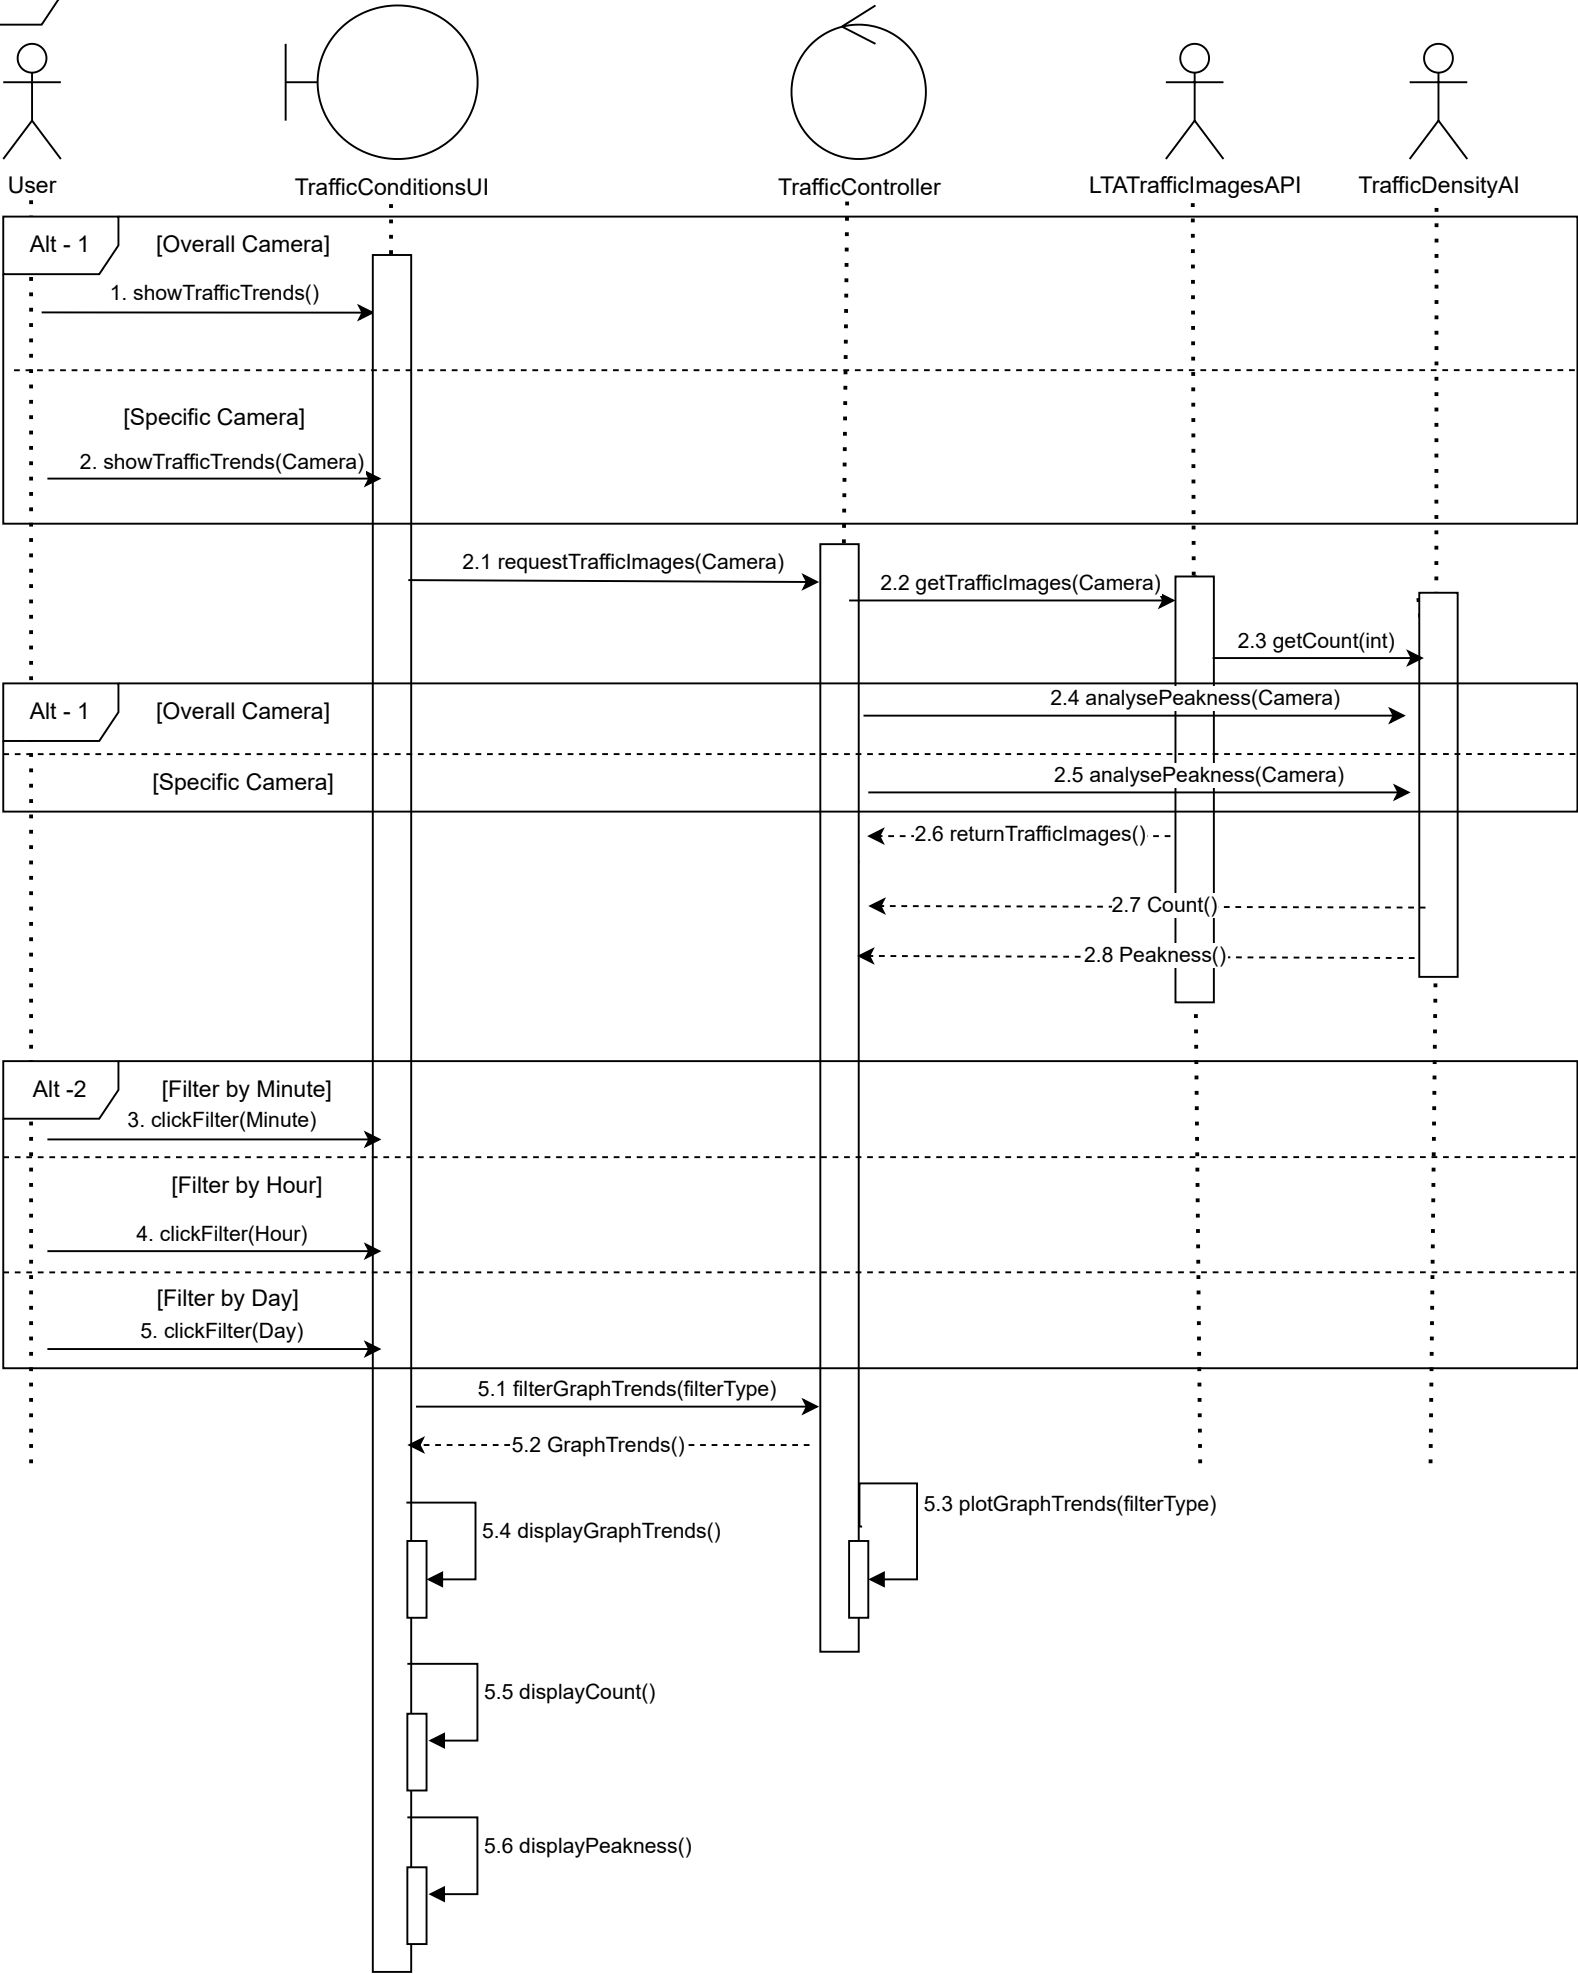 User
TrafficConditionsUI
TrafficController
LTATrafficImagesAPI
TrafficDensityAI
Alt - 1
[Overall Camera]
1. showTrafficTrends()
[Specific Camera]
2. showTrafficTrends(Camera)
2.1 requestTrafficImages(Camera)
2.2 getTrafficImages(Camera)
2.3 getCount(int)
Alt - 1
[Overall Camera]
2.4 analysePeakness(Camera)
[Specific Camera]
2.5 analysePeakness(Camera)
2.6 returnTrafficImages()
2.7 Count()
2.8 Peakness()
Alt -2
[Filter by Minute]
3. clickFilter(Minute)
[Filter by Hour]
4. clickFilter(Hour)
[Filter by Day]
5. clickFilter(Day)
5.1 filterGraphTrends(filterType)
5.2 GraphTrends()
5.3 plotGraphTrends(filterType)
5.4 displayGraphTrends()
5.5 displayCount()
5.6 displayPeakness()